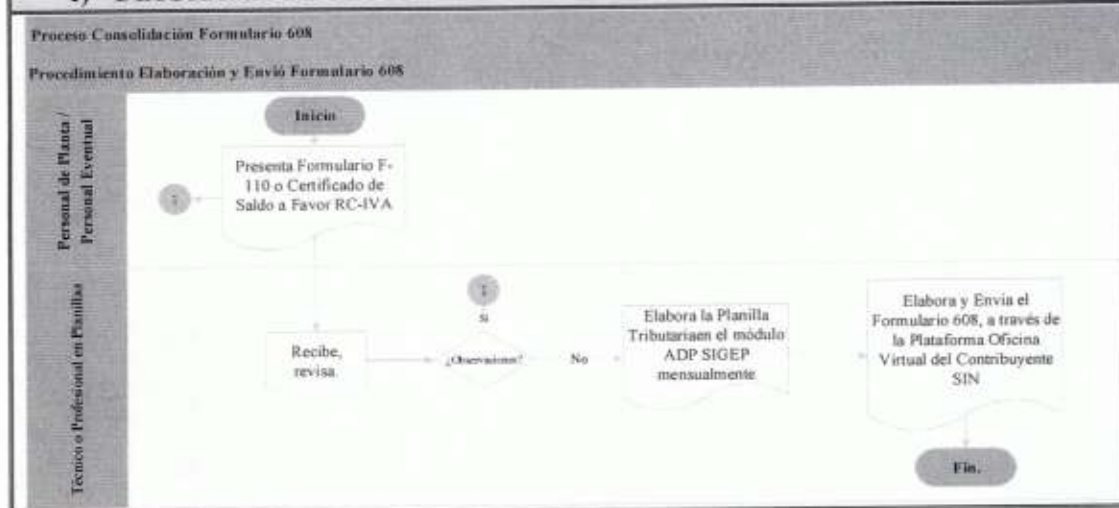 Proceso Consolidación Formulario 608
Procedimiento Elaboración y Envió Formulario 608
Personal de Planta /
Personal Eventual
Inicio
Presenta Formulario F-
110 o Certificado de
Saldo a Favor RC-IVA
1
Técnico o Profesional en Planillas
Recibe,
revisa.
1
si
¿Observaciones?
No
Elabora la Planilla
Tributariaen el módulo
ADP SIGEP
mensualmente
Elabora y Envia el
Formulario 608, a través de
la Plataforma Oficina
Virtual del Contribuyente
SIN
Fin.